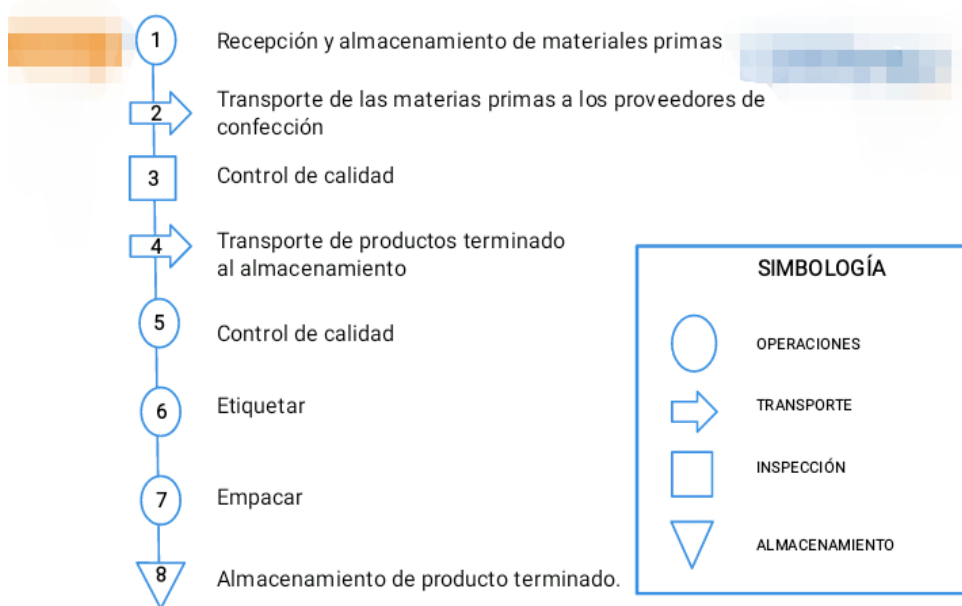 1 Recepción y almacenamiento de materiales primas
2 Transporte de las materias primas a los proveedores de
confección
3 Control de calidad
4 Transporte de productos terminado
al almacenamiento
5 Control de calidad
6 Etiquetar
7 Empacar
8 Almacenamiento de producto terminado.
SIMBOLOGÍA
OPERACIONES
TRANSPORTE
INSPECCIÓN
ALMACENAMIENTO